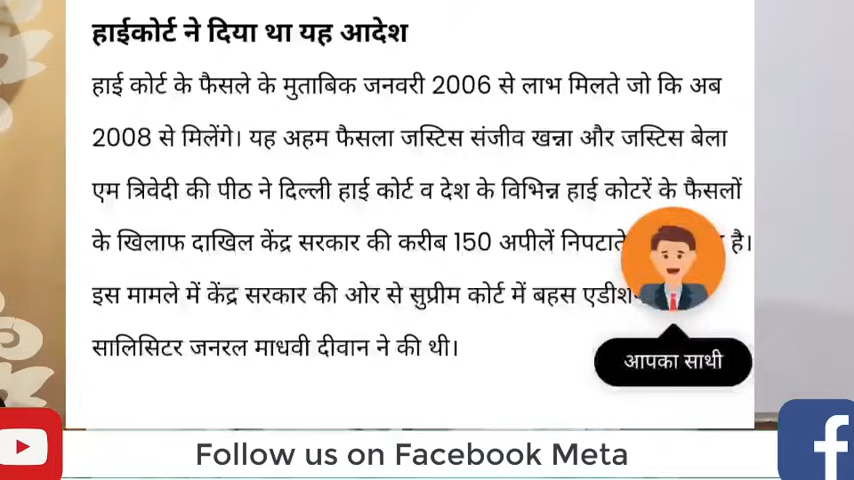 हाईकोर्ट ने दिया था यह आदेश
हाई कोर्ट के फैसले के मुताबिक जनवरी 2006 से लाभ मिलते जो कि अब
2008 से मिलेंगे। यह अहम फैसला जस्टिस संजीव खन्ना और जस्टिस बेला
एम त्रिवेदी की पीठ ने दिल्ली हाई कोर्ट व देश के विभिन्न हाई कोटरें के फैसलों
के खिलाफ दाखिल केंद्र सरकार की करीब 150 अपीलें निपटाते है।
इस मामले में केंद्र सरकार की ओर से सुप्रीम कोर्ट में बहस
सालिसिटर जनरल माधवी दीवान ने की थी।
आपका साथी
Follow us on Facebook Meta